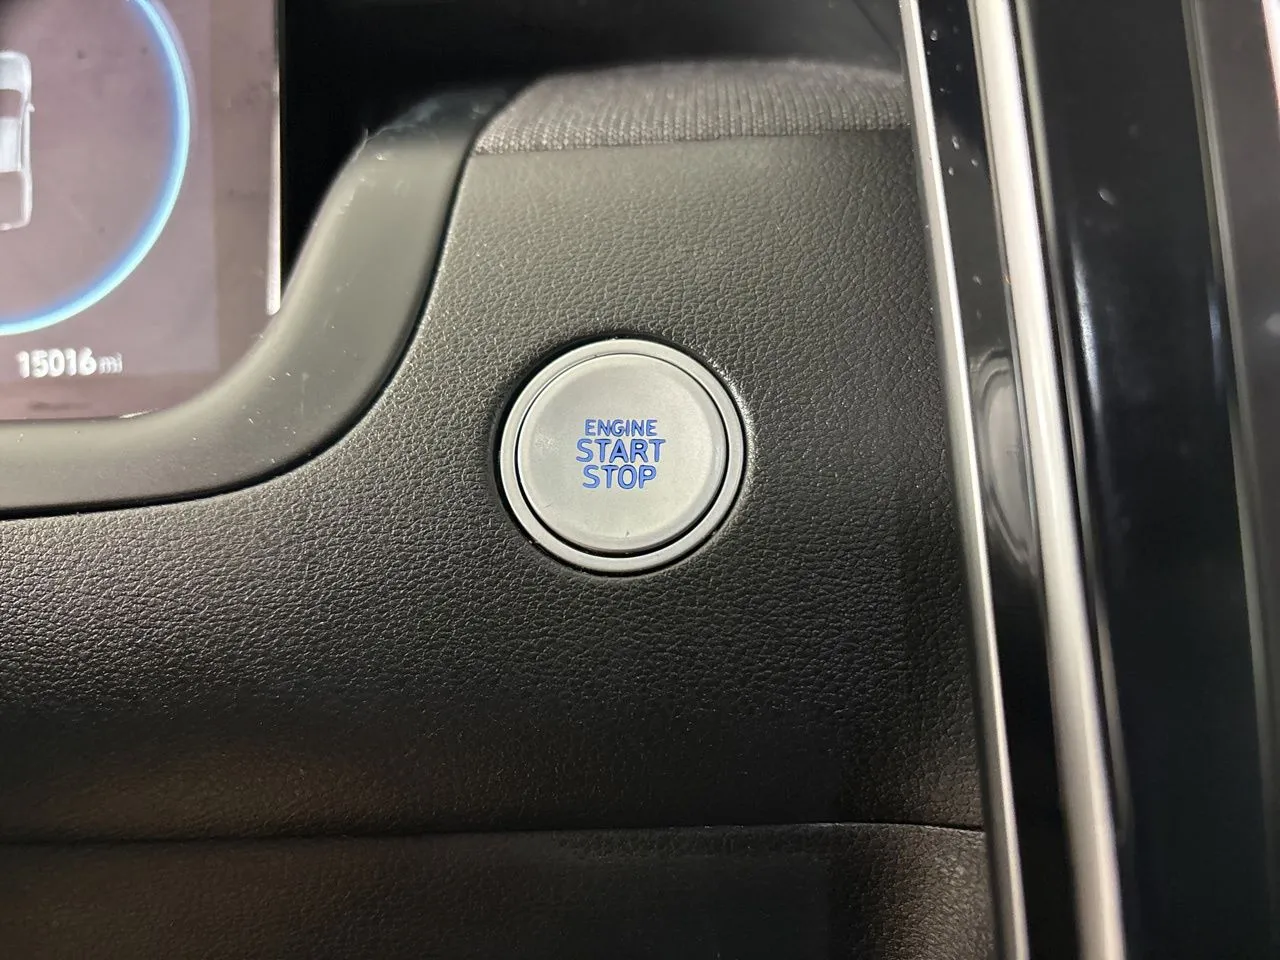 15016 mi
ENGINE
START
STOP